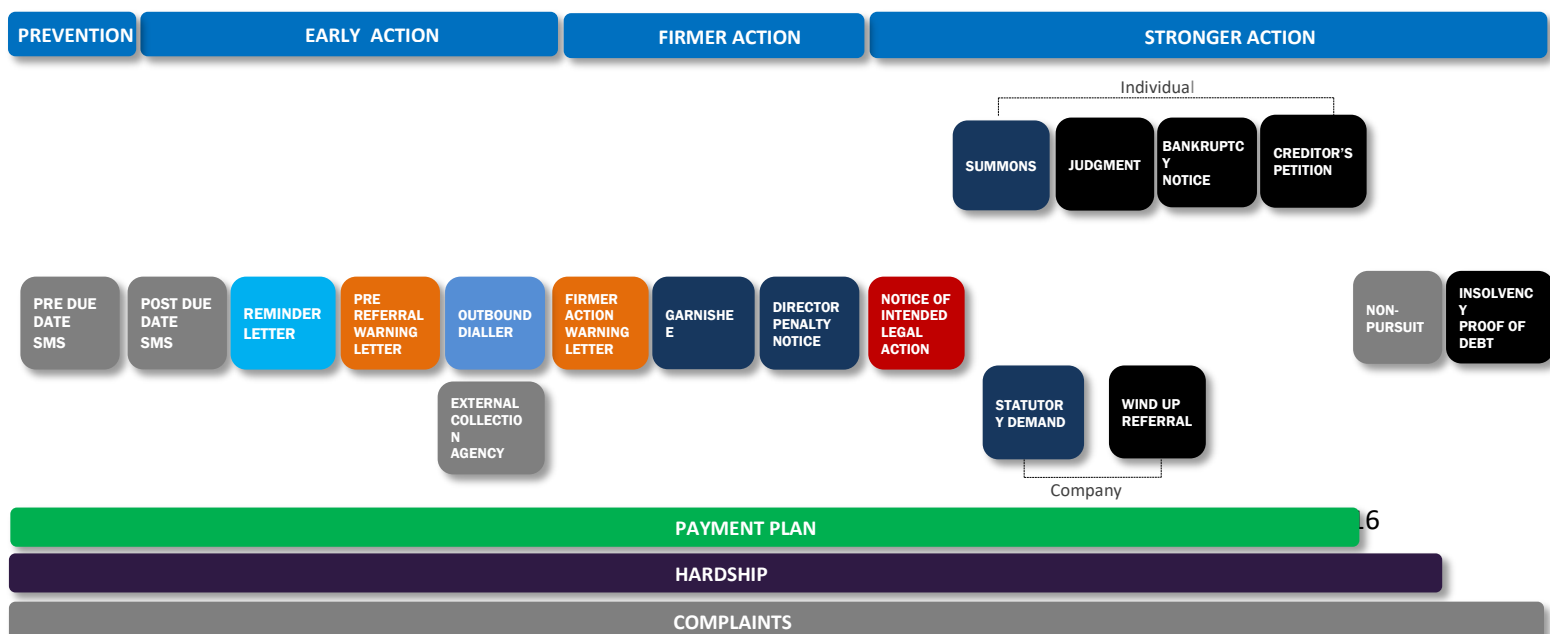 PREVENTION
EARLY ACTION
FIRMER ACTION
STRONGER ACTION
Individual
SUMMONS
JUDGMENT
BANKRUPTC
Y
NOTICE
CREDITOR'S
PETITION
PRE DUE
DATE
SMS
POST DUE
DATE
SMS
REMINDER
LETTER
PRE
REFERRAL
WARNING
LETTER
OUTBOUND
DIALLER
FIRMER
ACTION
WARNING
LETTER
GARNISHE
E
DIRECTOR
PENALTY
NOTICE
NOTICE OF
INTENDED
LEGAL
ACTION
NON-
PURSUIT
INSOLVENC
Y
PROOF OF
DEBT
EXTERNAL
COLLECTIO
N
AGENCY
STATUTOR
Y DEMAND
WIND UP
REFERRAL
Company
PAYMENT PLAN
HARDSHIP
COMPLAINTS